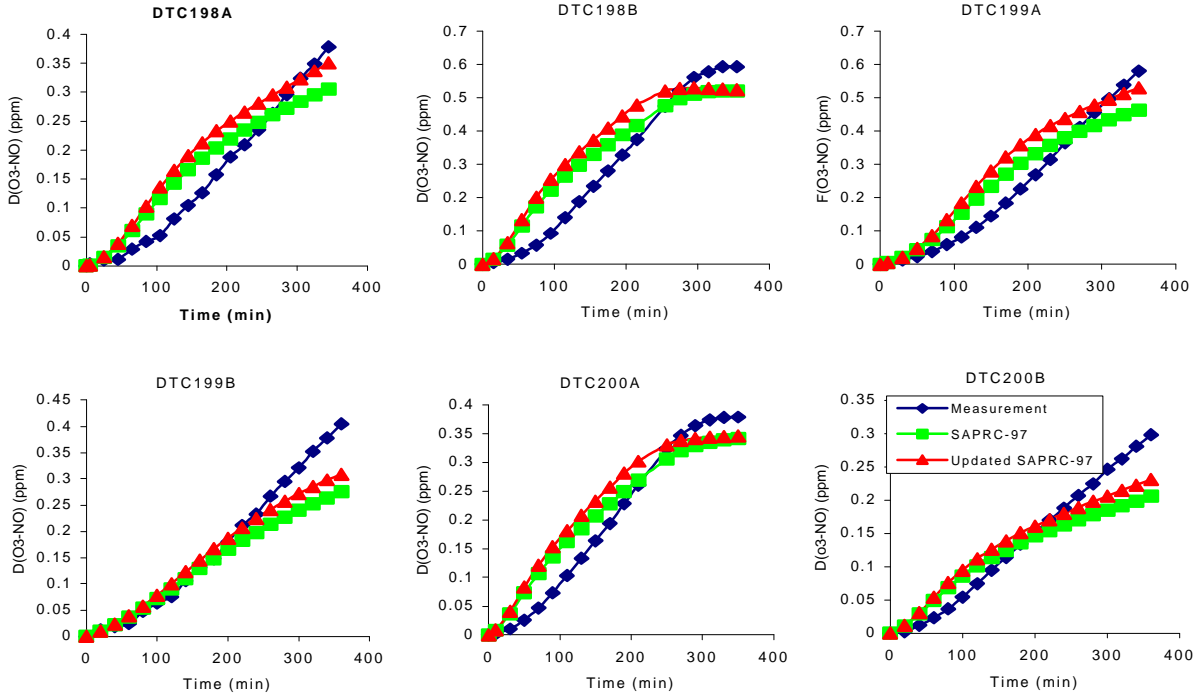 DTC198A
D(O3-NO) (ppm)
0.4
0.35
0.3
0.25
0.2
0.15
0.1
0.05
0
0 100 200 300 400
Time (min)
DTC198B
D(O3-NO) (ppm)
0.7
0.6
0.5
0.4
0.3
0.2
0.1
0
0 100 200 300 400
Time (min)
DTC199A
F(O3-NO) (ppm)
0.7
0.6
0.5
0.4
0.3
0.2
0.1
0
0 100 200 300 400
Time (min)
DTC199B
D(O3-NO) (ppm)
0.45
0.4
0.35
0.3
0.25
0.2
0.15
0.1
0.05
0
0 100 200 300 400
Time (min)
DTC200A
D(O3-NO) (ppm)
0.4
0.35
0.3
0.25
0.2
0.15
0.1
0.05
0
0 100 200 300 400
Time (min)
DTC200B
D(o3-NO) (ppm)
0.35
0.25
0.2
0.15
0.1
0.05
0
0 100 200 300 400
Time (min)
Measurement
SAPRC-97
Updated SAPRC-97